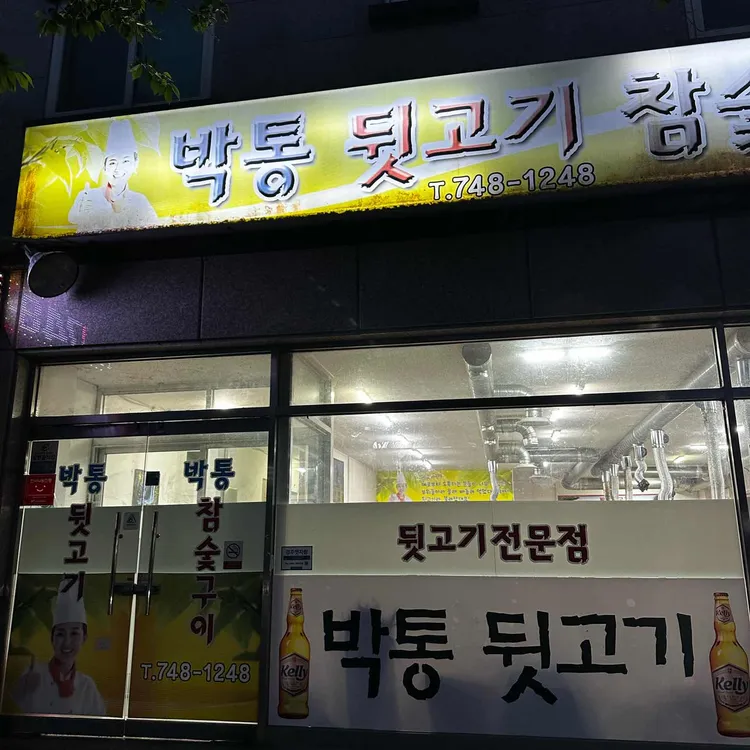 박통 뒷고기 참숯
T.748-1248
박통
뒷고기
박통
참숯구이
T.748-1248
뒷고기전문점
박통 뒷고기
Kelly
Kelly